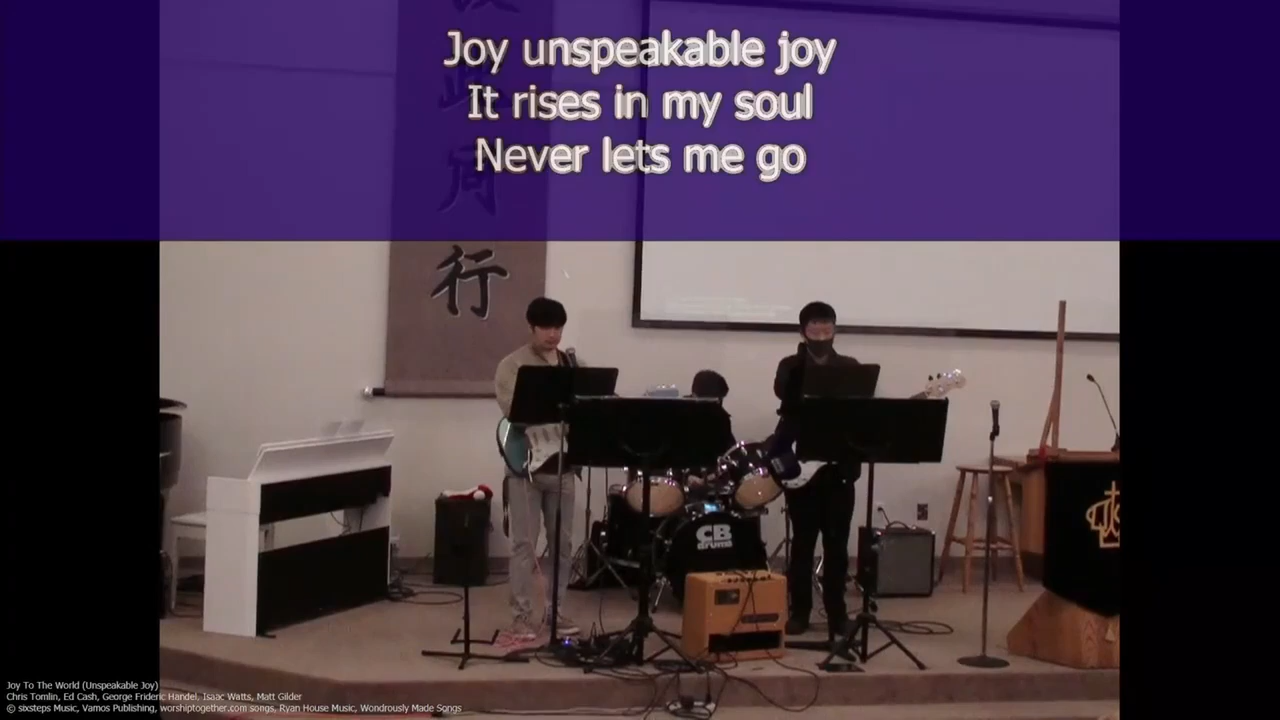 Joy unspeakable joy
It rises in my soul
Never lets me go
此
同
行
CB
DRUMS
Joy To The World (Unspeakable Joy)
Chris Tomlin, Ed Cash, George Frideric Handel, Isaac Watts, Matt Gilder
© sixsteps Music, Vamos Publishing, worshiptogether.com songs, Ryan House Music, Wondrously Made Songs